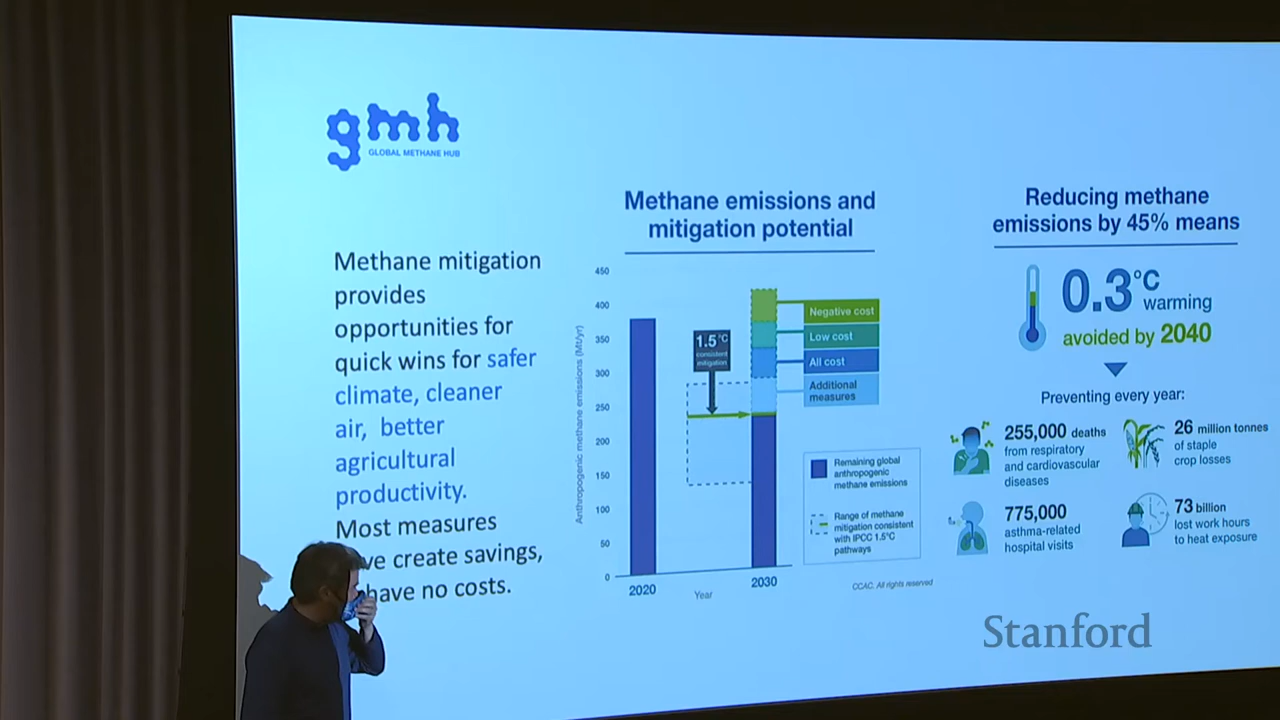 gmh
GLOBAL METHANE HUB
Methane mitigation
provides
opportunities for
quick wins for safer
climate, cleaner
air, better
agricultural
productivity.
Most measures
ve create savings,
have no costs.
Methane emissions and
mitigation potential
Anthropogenic methane emissions (Mt/yr)
450
400
350
300
250
200
150
100
50
0
1.5°C
consistent
mitigation
Negative cost
Low cost
All cost
Additional
measures
Remaining global
anthropogenic
methane emissions
Range of methane
mitigation consistent
with IPCC 1.5°C
pathways
2020
Year
2030
CCAC. All rights reserved
Reducing methane
emissions by 45% means
0.3°C
warming
avoided by 2040
Preventing every year:
255,000 deaths
from respiratory
and cardiovascular
diseases
26 million tonnes
of staple
crop losses
775,000
asthma-related
hospital visits
73 billion
lost work hours
to heat exposure
Stanford